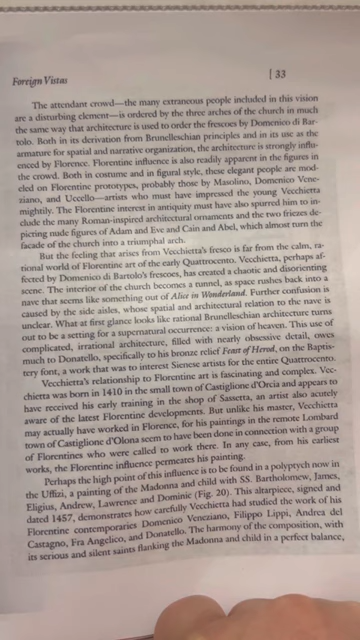 Foreign Vistas | 33
The attendant crowd—the many extraneous people included in this vision
are a disturbing element—is ordered by the three arches of the church in much
the same way that architecture is used to order the frescoes by Domenico di Bar-
tolo. Both in its derivation from Brunelleschian principles and in its use as the
armature for spatial and narrative organization, the architecture is strongly influ-
enced by Florence. Florentine influence is also readily apparent in the figures in
the crowd. Both in costume and in figural style, these elegant people are mod-
eled on Florentine prototypes, probably those by Masolino, Domenico Vene-
ziano, and Uccello—artists who must have impressed the young Vecchietta
mightily. The Florentine interest in antiquity must have also spurred him to in-
clude the many Roman-inspired architectural ornaments and the two friezes de-
picting nude figures of Adam and Eve and Cain and Abel, which almost turn the
facade of the church into a triumphal arch.
But the feeling that arises from Vecchietta's fresco is far from the calm, ra-
tional world of Florentine art of the early Quattrocento. Vecchietta, perhaps af-
fected by Domenico di Bartolo's frescoes, has created a chaotic and disorienting
scene. The interior of the church becomes a tunnel, as space rushes back into a
nave that seems like something out of Alice in Wonderland. Further confusion is
caused by the side aisles, whose spatial and architectural relation to the nave is
unclear. What at first glance looks like rational Brunelleschian architecture turns
out to be a setting for a supernatural occurrence: a vision of heaven. This use of
complicated, irrational architecture, filled with nearly obsessive detail, owes
much to Donatello, specifically to his bronze relief Feast of Herod, on the Baptis-
tery font, a work that was to interest Sienese artists for the entire Quattrocento.
Vecchietta's relationship to Florentine art is fascinating and complex. Vec-
chietta was born in 1410 in the small town of Castiglione d'Orcia and appears to
have received his early training in the shop of Sassetta, an artist also acutely
aware of the latest Florentine developments. But unlike his master, Vecchietta
may actually have worked in Florence, for his paintings in the remote Lombard
town of Castiglione d'Olona seem to have been done in connection with a group
of Florentines who were called to work there. In any case, from his earliest
works, the Florentine influence permeates his painting.
Perhaps the high point of this influence is to be found in a polyptych now in
the Uffizi, a painting of the Madonna and child with SS. Bartholomew, James,
Eligius, Andrew, Lawrence and Dominic (Fig. 20). This altarpiece, signed and
dated 1457, demonstrates how carefully Vecchietta had studied the work of his
Florentine contemporaries Domenico Veneziano, Filippo Lippi, Andrea del
Castagno, Fra Angelico, and Donatello. The harmony of the composition, with
its serious and silent saints flanking the Madonna and child in a perfect balance,